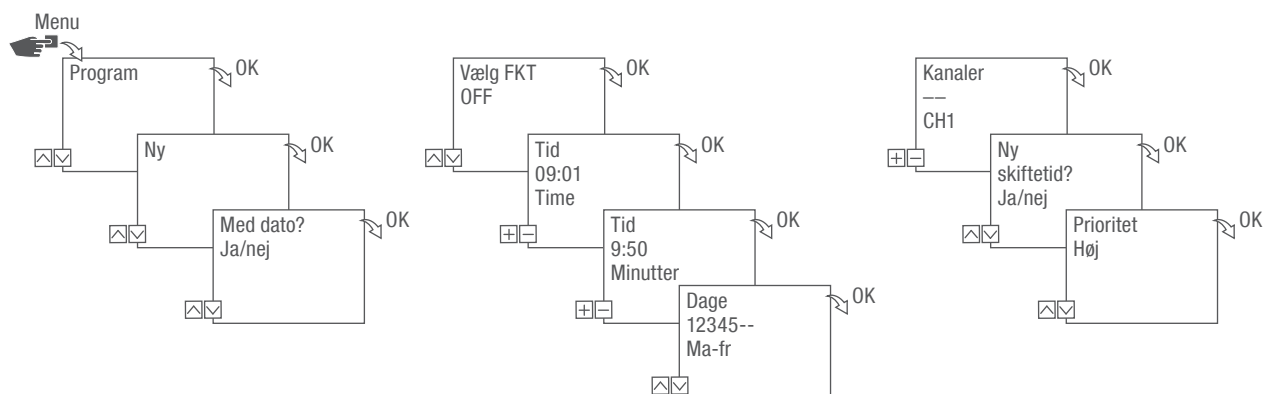 Menu
Program
OK
Ny
OK
Med dato?
Ja/nej
OK
Vælg FKT
OFF
OK
Tid
09:01
Time
OK
Tid
9:50
Minutter
OK
Dage
12345--
Ma-fr
OK
Kanaler
––
CH1
OK
Ny
skiftetid?
Ja/nej
OK
Prioritet
Høj
OK